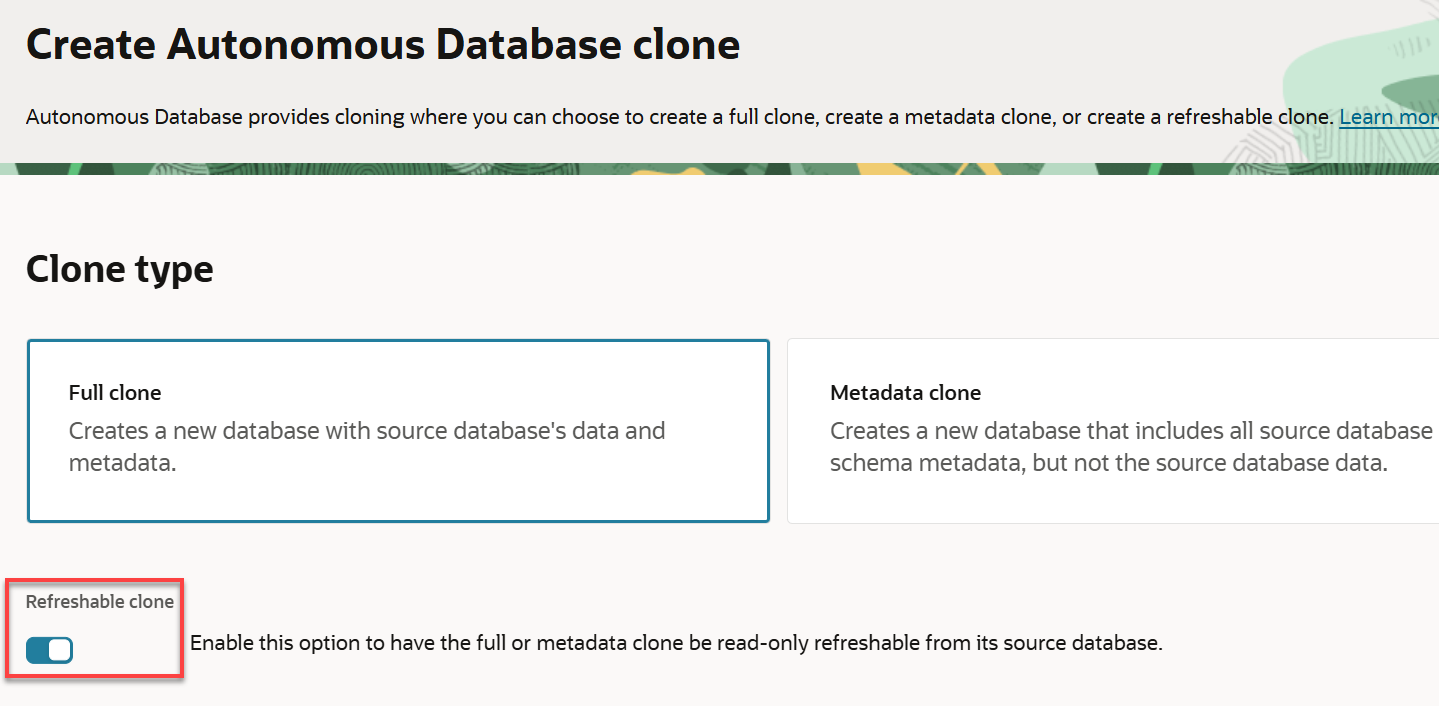 Create Autonomous Database clone
Autonomous Database provides cloning where you can choose to create a full clone, create a metadata clone, or create a refreshable clone. Learn mor
Clone type
Full clone
Creates a new database with source database's data and
metadata.
Metadata clone
Creates a new database that includes all source database
schema metadata, but not the source database data.
Refreshable clone
Enable this option to have the full or metadata clone be read-only refreshable from its source database.